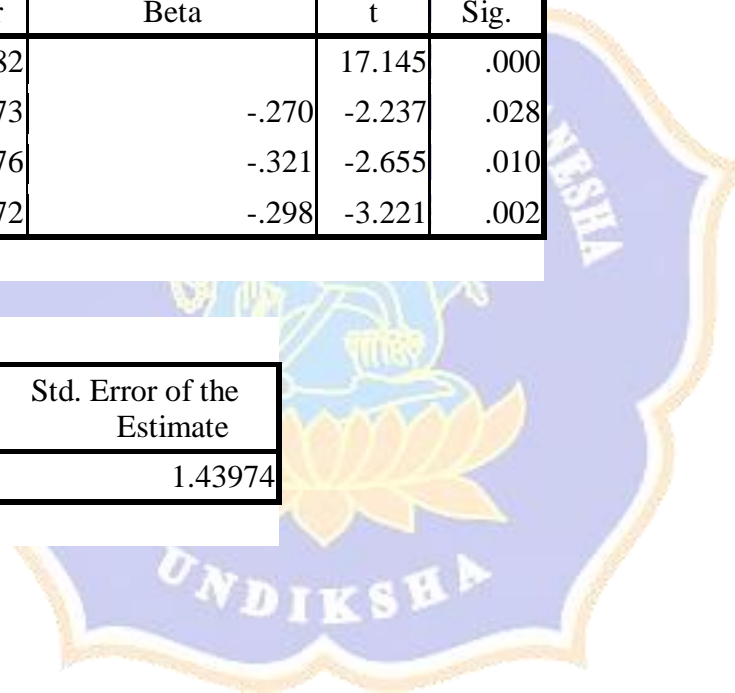 Beta t Sig.
17.145 .000
-.270 -2.237 .028
-.321 -2.655 .010
-.298 -3.221 .002
Std. Error of the
Estimate
1.43974
UNDIKSHA